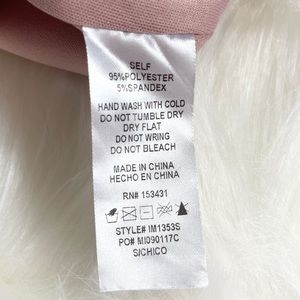 SELF
95%POLYESTER
5%SPANDEX
HAND WASH WITH COLD
DO NOT TUMBLE DRY
DRY FLAT
DO NOT WRING
DO NOT BLEACH
MADE IN CHINA
HECHO EN CHINA
RN# 153431
STYLE# IM1353S
PO# MI090117C
SICHICO